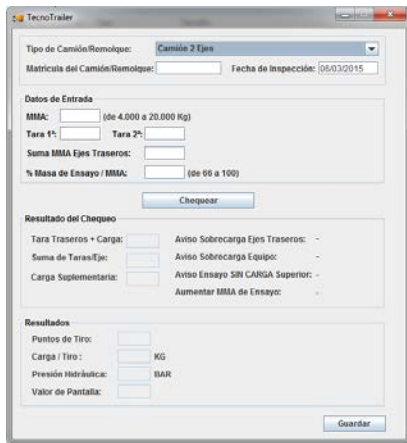 TecnoTrailer
Tipo de Camión/Remolque: Camión 2 Ejes
Matrícula del Camión/Remolque: Fecha de Inspección: 06/03/2015
Datos de Entrada
MMA: (de 4.000 a 20.000 Kg)
Tara 1ª: Tara 2ª:
Suma MMA Ejes Traseros:
% Masa de Ensayo / MMA: (de 66 a 100)
Chequear
Resultado del Chequeo
Tara Traseros + Carga: Aviso Sobrecarga Ejes Traseros: -
Suma de Taras/Eje: Aviso Sobrecarga Equipo: -
Carga Suplementaria: Aviso Ensayo SIN CARGA Superior: -
Aumentar MMA de Ensayo: -
Resultados
Puntos de Tiro:
Carga / Tiro : KG
Presión Hidráulica: BAR
Valor de Pantalla:
Guardar